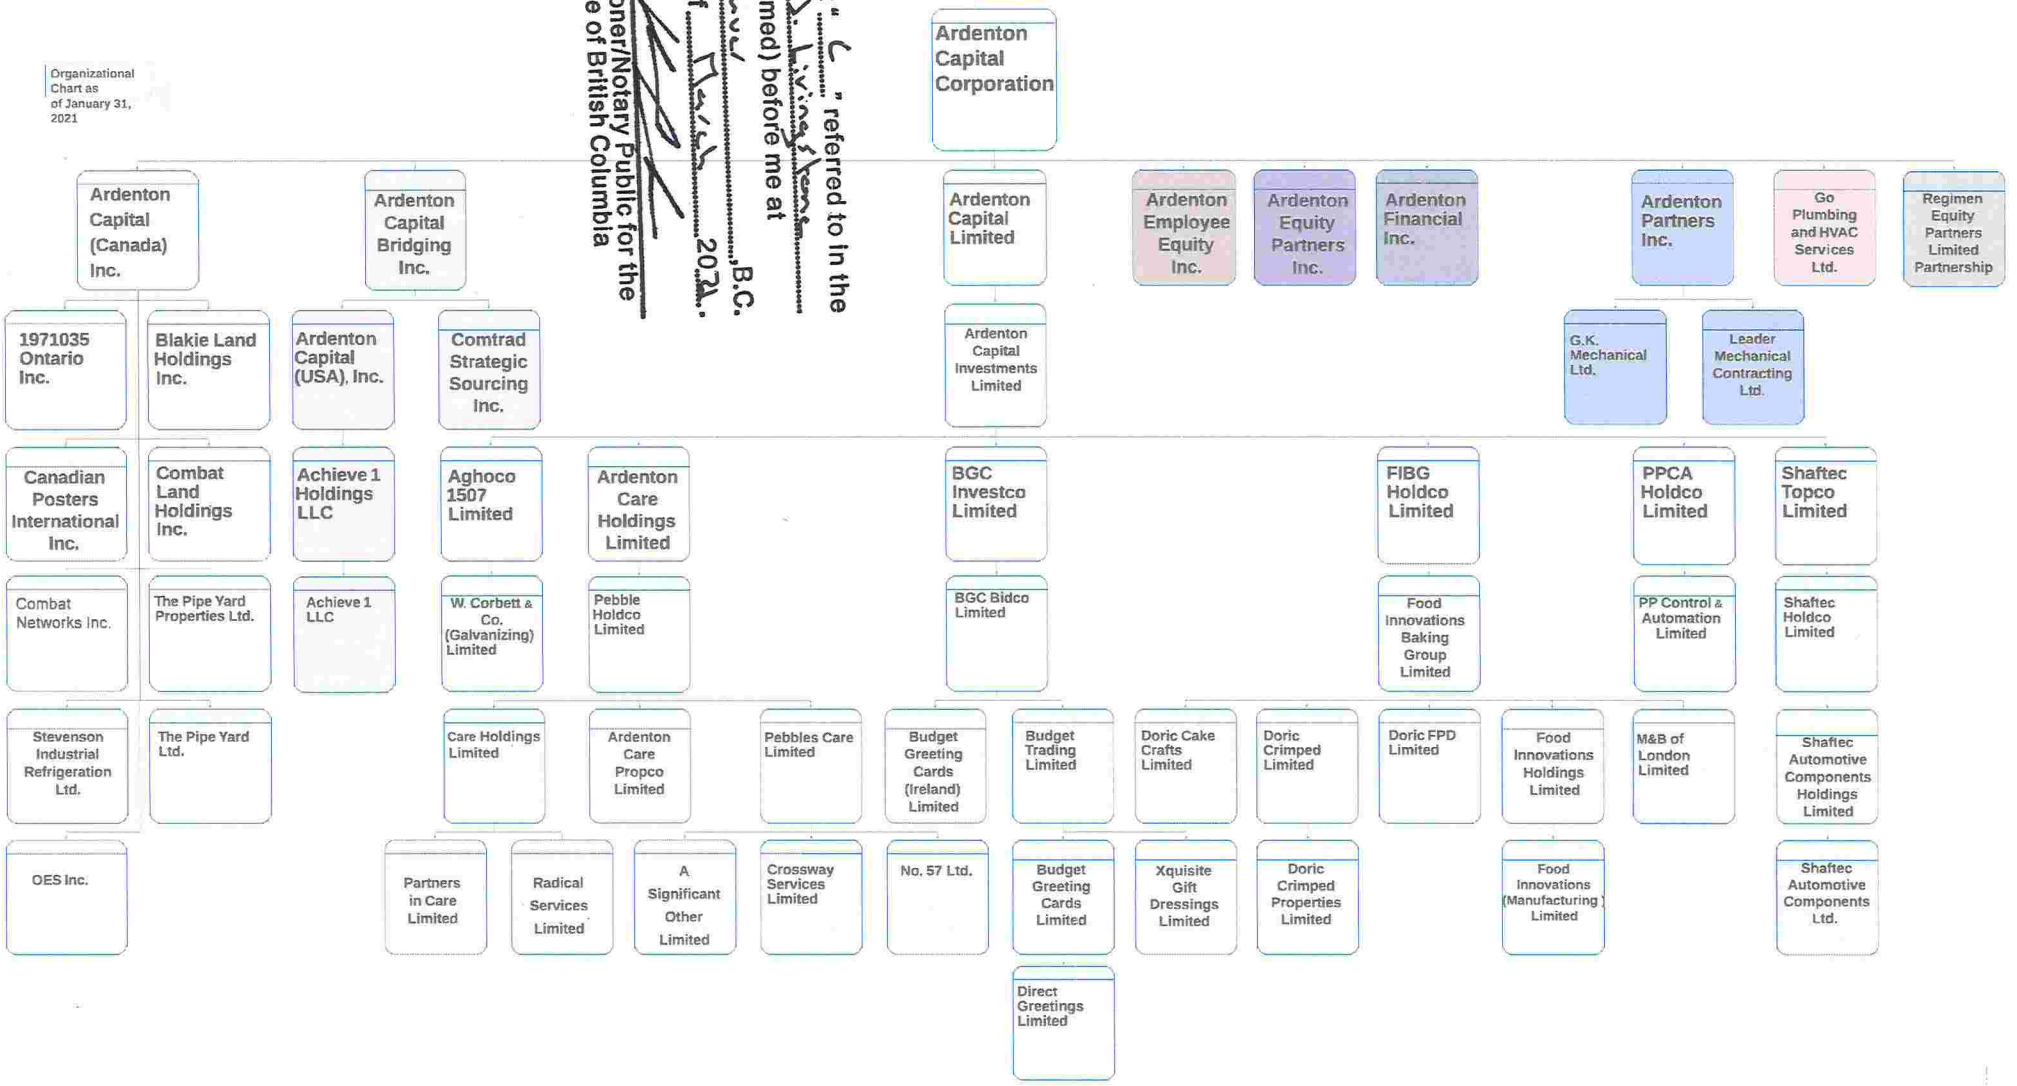 Organizational
Chart as
of January 31,
2021
" C " referred to in the
Livingstone
med) before me at
B.C.
March 2021.
oner/Notary Public for the
e of British Columbia
Ardenton
Capital
Corporation
Ardenton
Capital
(Canada)
Inc.
Ardenton
Capital
Bridging
Inc.
Ardenton
Capital
Limited
Ardenton
Employee
Equity
Inc.
Ardenton
Equity
Partners
Inc.
Ardenton
Financial
Inc.
Ardenton
Partners
Inc.
Go
Plumbing
and HVAC
Services
Ltd.
Regimen
Equity
Partners
Limited
Partnership
1971035
Ontario
Inc.
Blakie Land
Holdings
Inc.
Ardenton
Capital
(USA), Inc.
Comtrad
Strategic
Sourcing
Inc.
Ardenton
Capital
Investments
Limited
G.K.
Mechanical
Ltd.
Leader
Mechanical
Contracting
Ltd.
Canadian
Posters
International
Inc.
Combat
Land
Holdings
Inc.
Achieve 1
Holdings
LLC
Aghoco
1507
Limited
Ardenton
Care
Holdings
Limited
BGC
Investco
Limited
FIBG
Holdco
Limited
PPCA
Holdco
Limited
Shaftec
Topco
Limited
Combat
Networks Inc.
The Pipe Yard
Properties Ltd.
Achieve 1
LLC
W. Corbett &
Co.
(Galvanizing)
Limited
Pebble
Holdco
Limited
BGC Bidco
Limited
Food
Innovations
Baking
Group
Limited
PP Control &
Automation
Limited
Shaftec
Holdco
Limited
Stevenson
Industrial
Refrigeration
Ltd.
The Pipe Yard
Ltd.
Care Holdings
Limited
Ardenton
Care
Propco
Limited
Pebbles Care
Limited
Budget
Greeting
Cards
(Ireland)
Limited
Budget
Trading
Limited
Doric Cake
Crafts
Limited
Doric
Crimped
Limited
Doric FPD
Limited
Food
Innovations
Holdings
Limited
M&B of
London
Limited
Shaftec
Automotive
Components
Holdings
Limited
OES Inc.
Partners
in Care
Limited
Radical
Services
Limited
A
Significant
Other
Limited
Crossway
Services
Limited
No. 57 Ltd.
Budget
Greeting
Cards
Limited
Xquisite
Gift
Dressings
Limited
Doric
Crimped
Properties
Limited
Food
Innovations
(Manufacturing )
Limited
Shaftec
Automotive
Components
Ltd.
Direct
Greetings
Limited